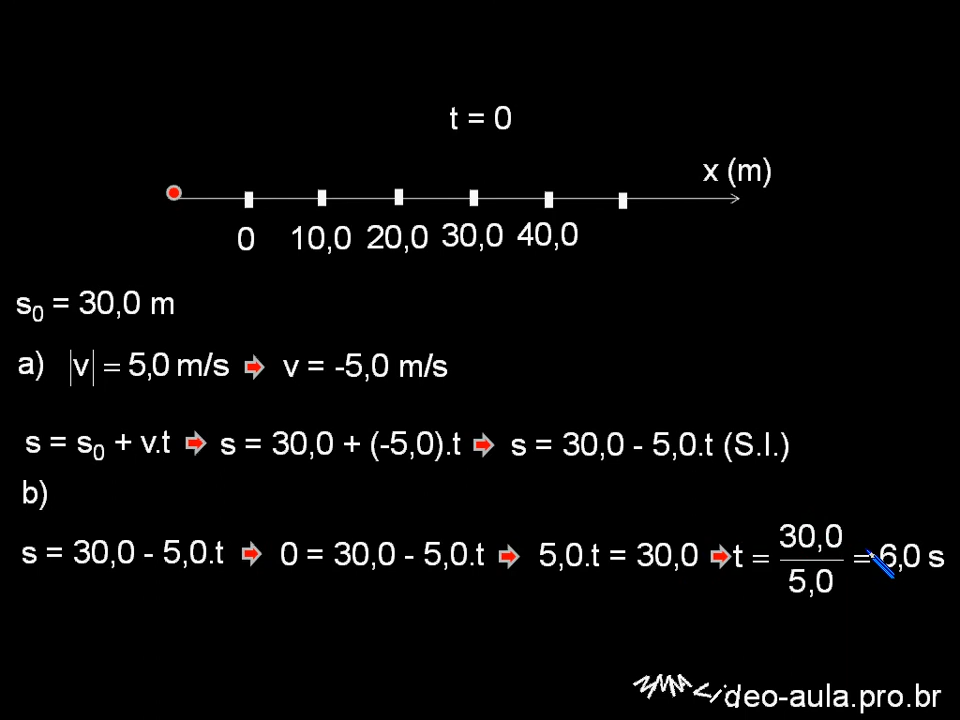 t = 0
x (m)
0 10,0 20,0 30,0 40,0
s₀ = 30,0 m
a) |v| = 5,0 m/s v = -5,0 m/s
s = s₀ + v.t s = 30,0 + (-5,0).t s = 30,0 - 5,0.t (S.I.)
b)
s = 30,0 - 5,0.t 0 = 30,0 - 5,0.t 5,0.t = 30,0 t = 30,0/5,0 = 6,0 s
deo-aula.pro.br